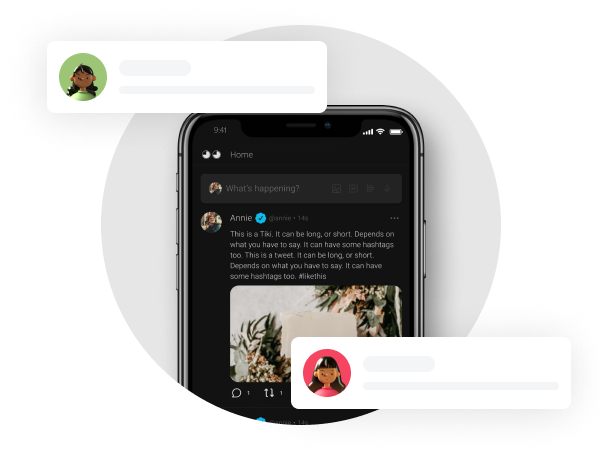 9:41
Home
What's happening?
Annie @annie • 14s
This is a Tiki. It can be long, or short. Depends on
what you have to say. It can have some hashtags
too. This is a tweet. It can be long, or short.
Depends on what you have to say. It can have
some hashtags too. #likethis
1 1